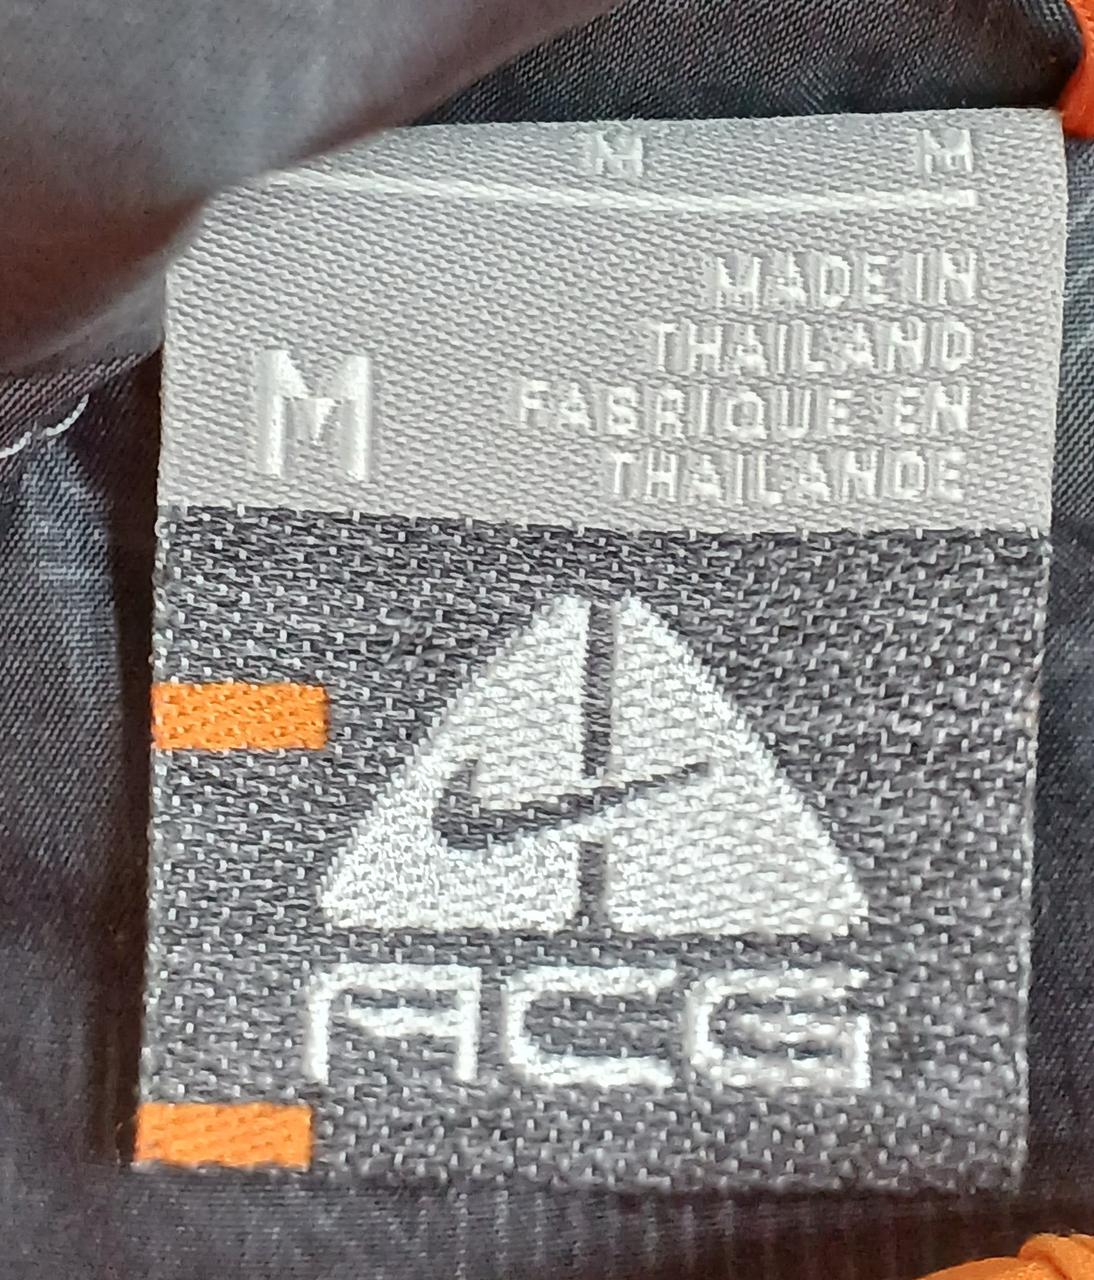 M M
MADE IN
THAILAND
FABRIQUE EN
THAILANDE
M
ACG